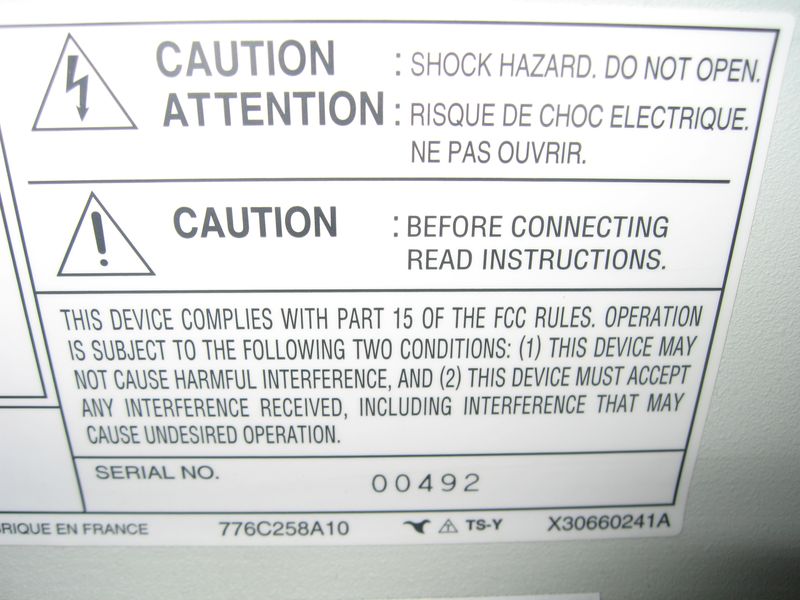 CAUTION : SHOCK HAZARD. DO NOT OPEN.
ATTENTION : RISQUE DE CHOC ELECTRIQUE.
NE PAS OUVRIR.
CAUTION : BEFORE CONNECTING
READ INSTRUCTIONS.
THIS DEVICE COMPLIES WITH PART 15 OF THE FCC RULES. OPERATION
IS SUBJECT TO THE FOLLOWING TWO CONDITIONS: (1) THIS DEVICE MAY
NOT CAUSE HARMFUL INTERFERENCE, AND (2) THIS DEVICE MUST ACCEPT
ANY INTERFERENCE RECEIVED, INCLUDING INTERFERENCE THAT MAY
CAUSE UNDESIRED OPERATION.
SERIAL NO. 00492
BRIQUE EN FRANCE 776C258A10 TS-Y X30660241A